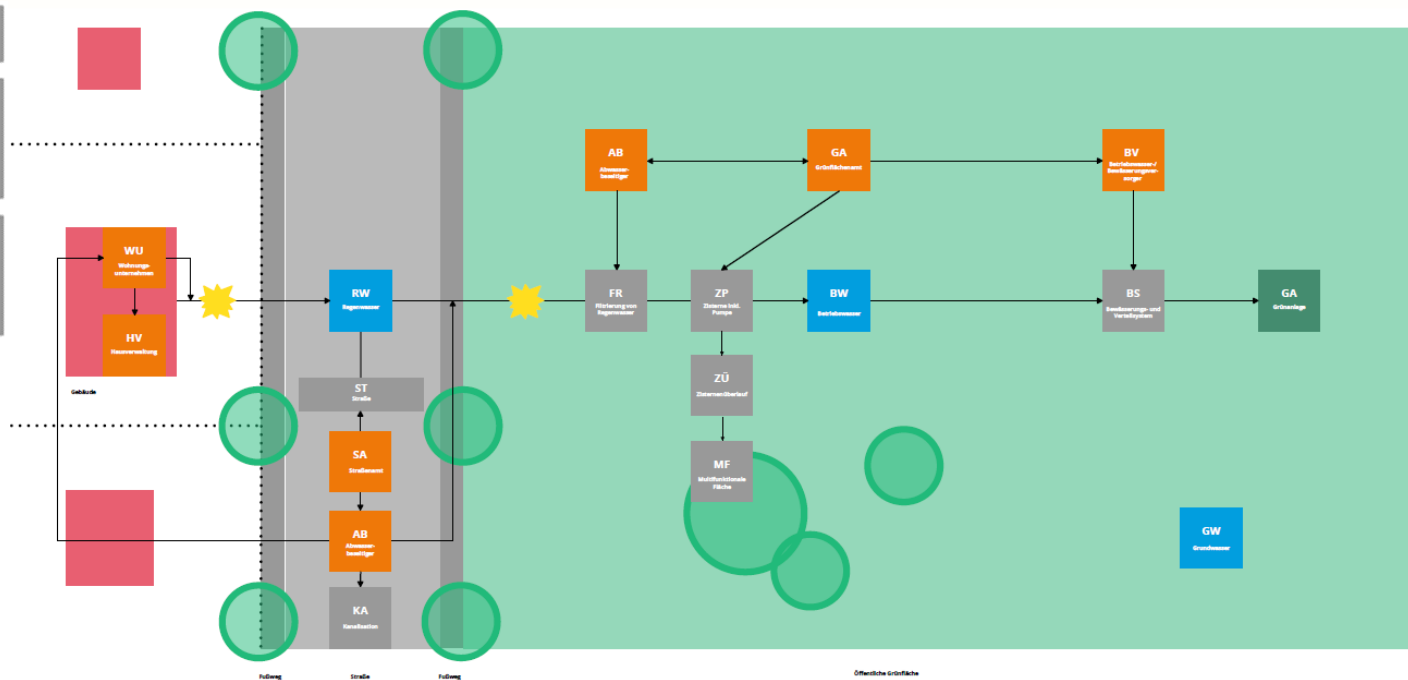 AB
Abwasser-
beseitiger
GA
Grünflächenamt
BV
Betriebswasser-/
Bewässerungsver-
sorger
WU
Wohnungs-
unternehmen
HV
Hausverwaltung
Gebäude
RW
Regenwasser
FR
Filtrierung von
Regenwasser
ZP
Zisterne inkl.
Pumpe
BW
Betriebswasser
BS
Bewässerungs- und
Verteilsystem
GA
Grünanlage
ST
Straße
ZÜ
Zisternenüberlauf
SA
Straßenamt
MF
Multifunktionale
Fläche
AB
Abwasser-
beseitiger
GW
Grundwasser
KA
Kanalisation
Fußweg
Straße
Fußweg
Öffentliche Grünfläche